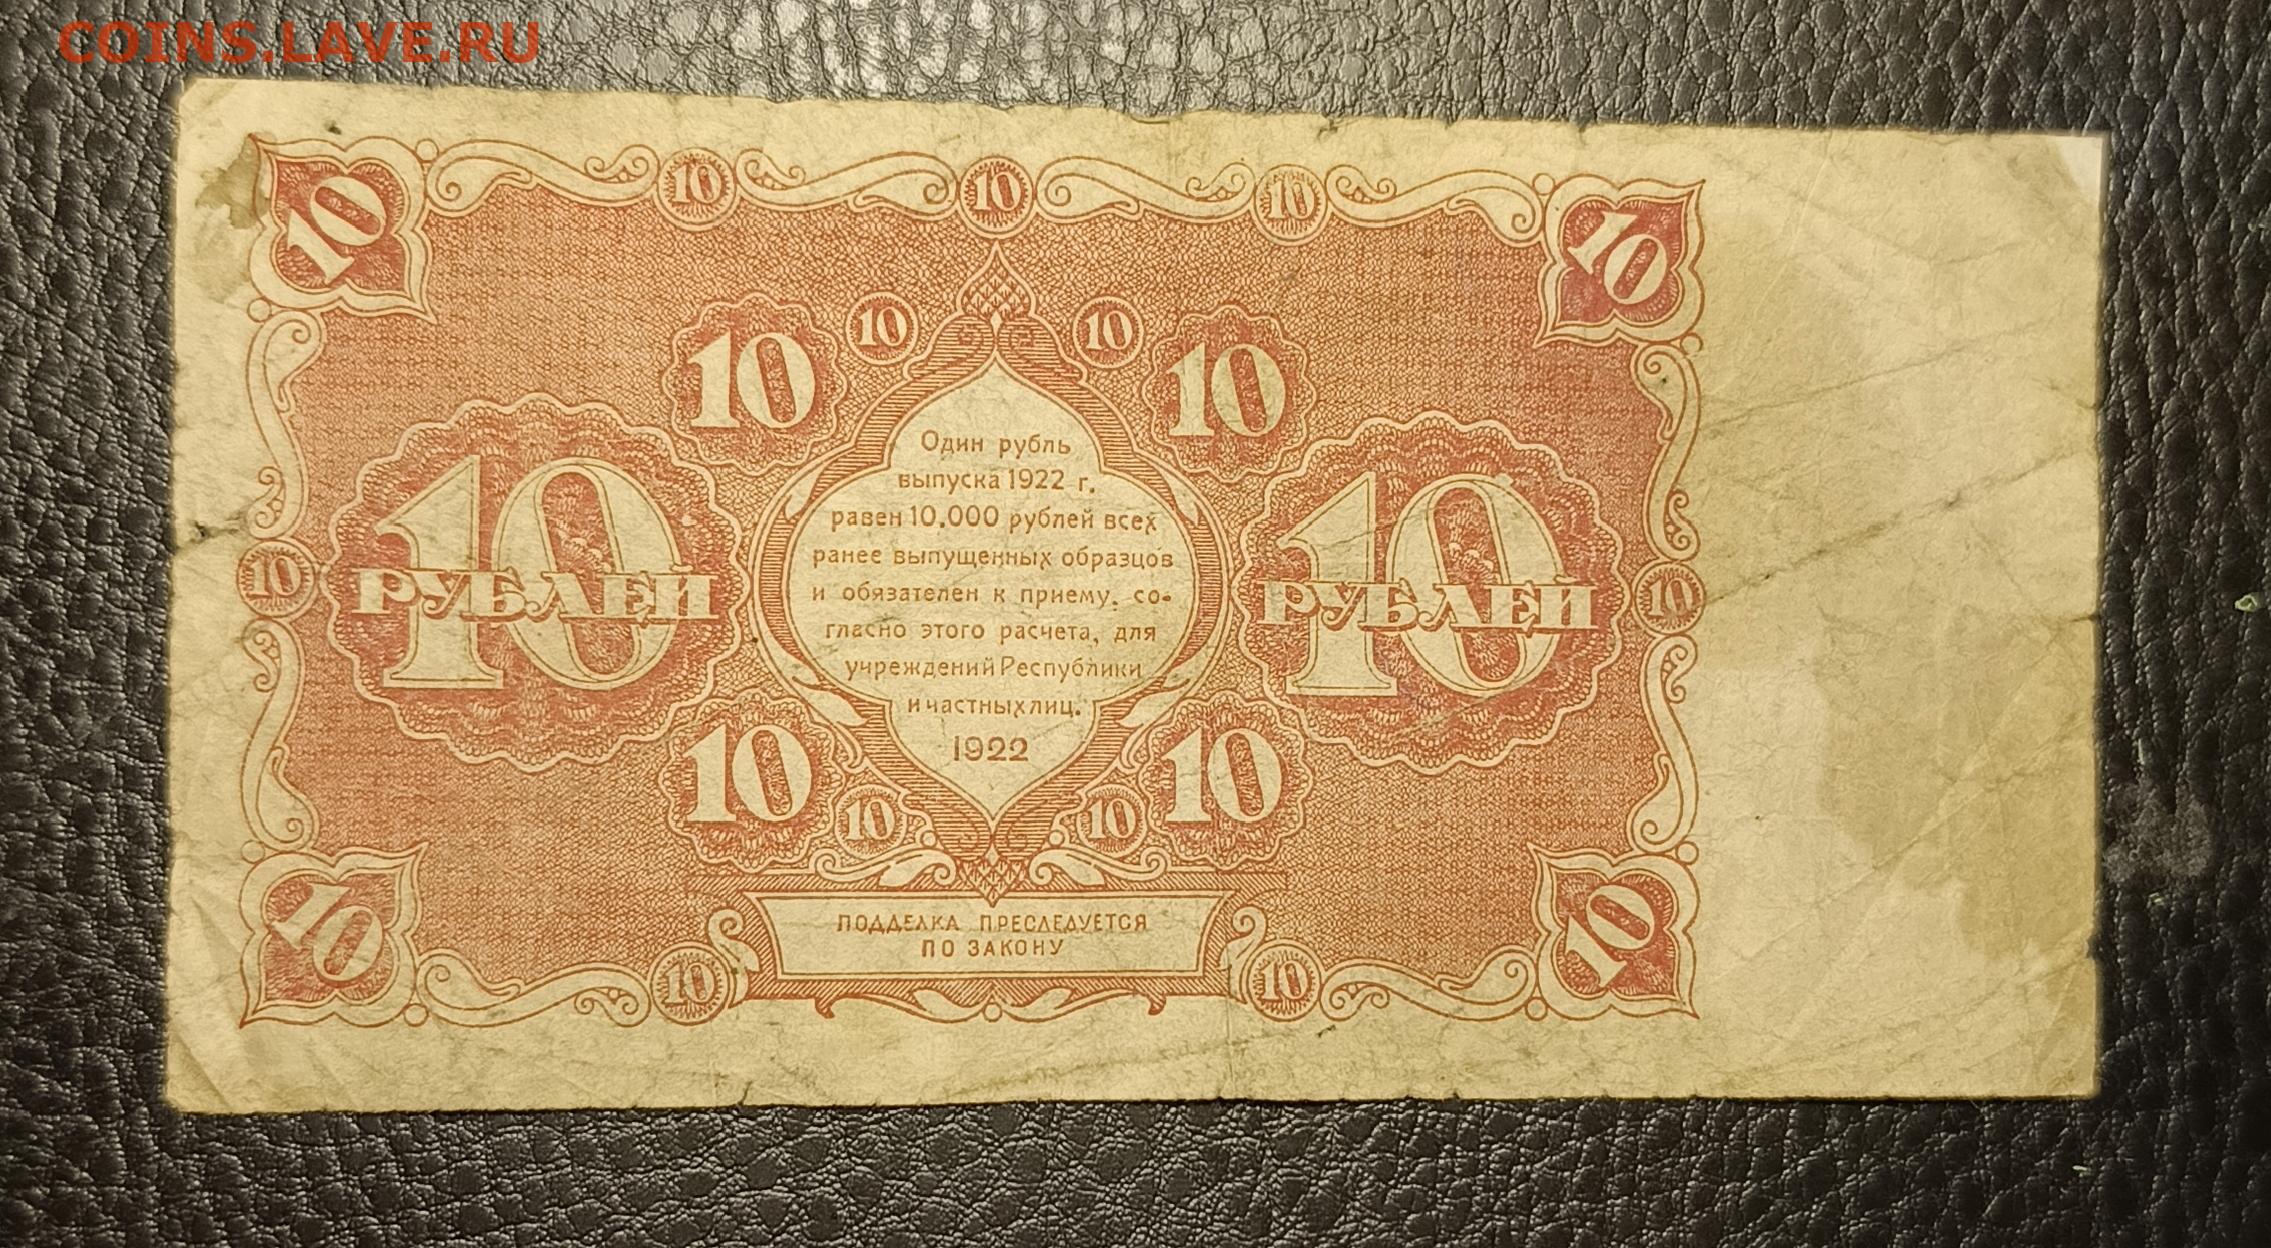 COINS.LAVE.RU
10 10 10 10 10
10 10 10 10
10 РУБЛЕЙ
Один рубль
выпуска 1922 г.
равен 10.000 рублей всех
ранее выпущенных образцов
и обязателен к приему, со-
гласно этого расчета, для
учреждений Республики
и частных лиц.
1922
10 РУБЛЕЙ
10 10
10 10 10 10
ПОДДЕЛКА ПРЕСЛЕДУЕТСЯ
ПО ЗАКОНУ
10 10 10 10